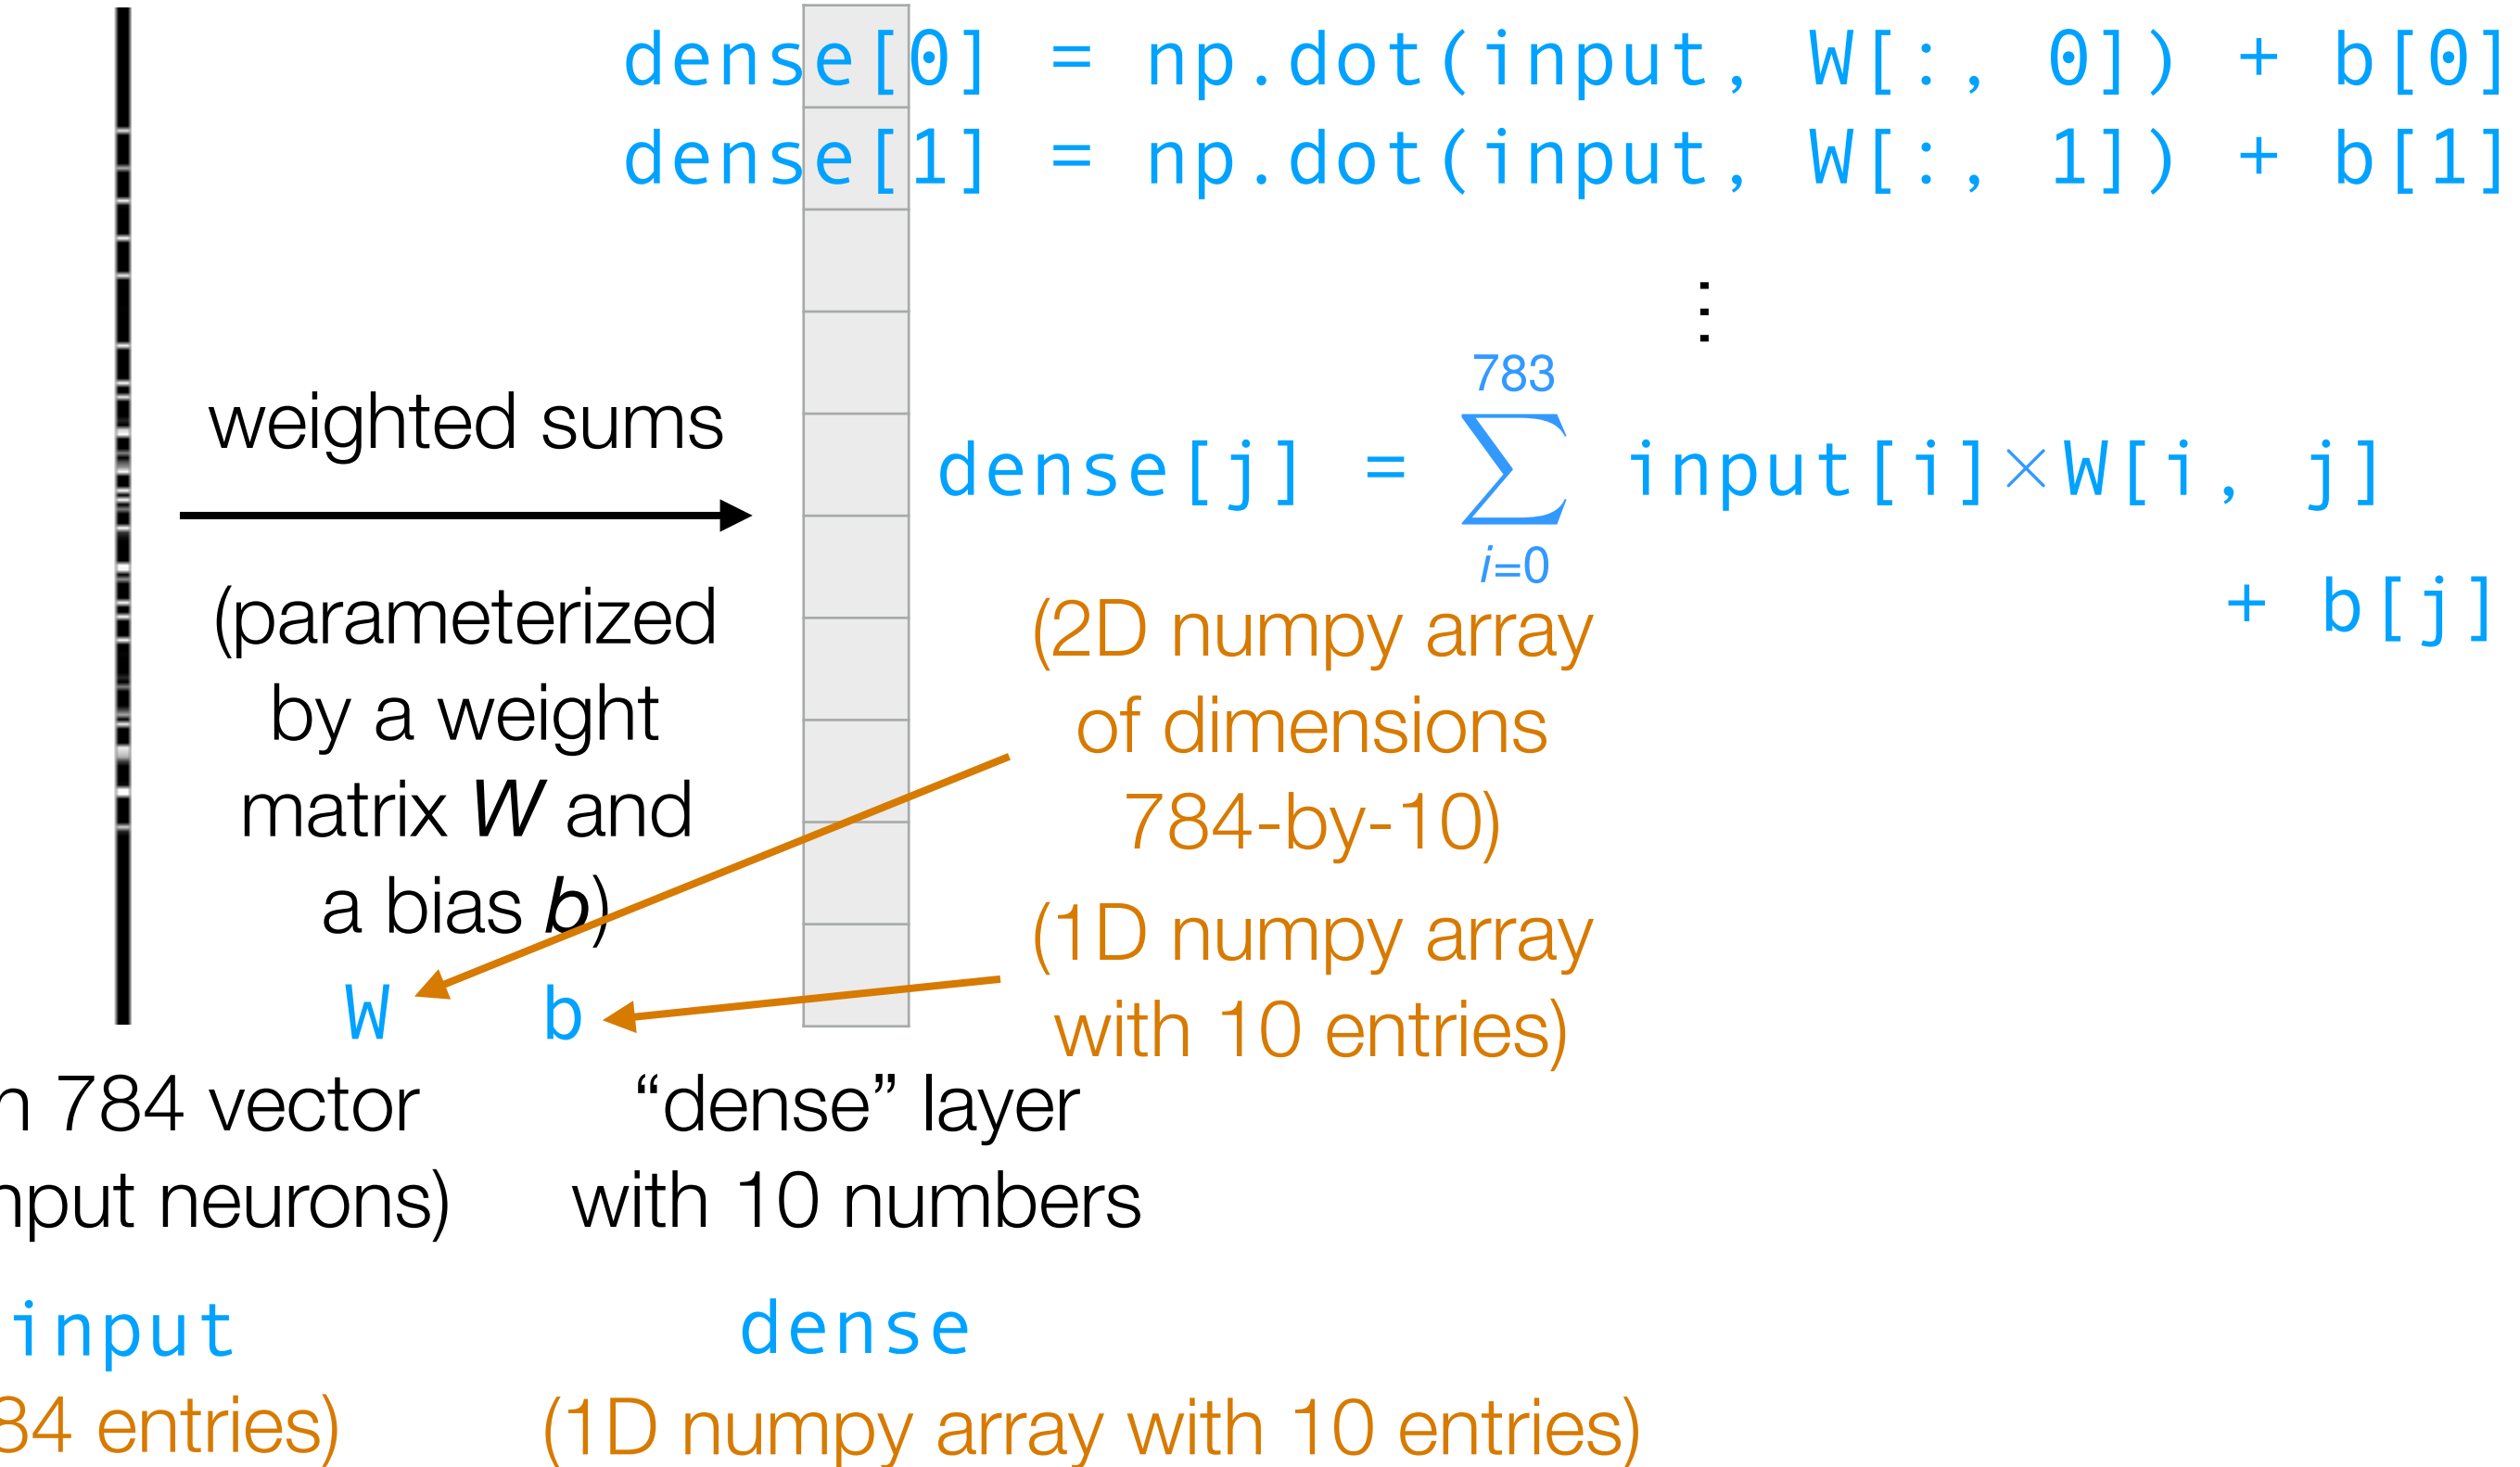 dense[0] = np.dot(input, W[:, 0]) + b[0]
dense[1] = np.dot(input, W[:, 1]) + b[1]
⋮
weighted sums
(parameterized
by a weight
matrix W and
a bias b)
W b
783
dense[j] = ∑ input[i]×W[i, j]
i=0
+ b[j]
(2D numpy array
of dimensions
784-by-10)
(1D numpy array
with 10 entries)
784 vector
neurons)
“dense” layer
with 10 numbers
input
entries)
dense
(1D numpy array with 10 entries)